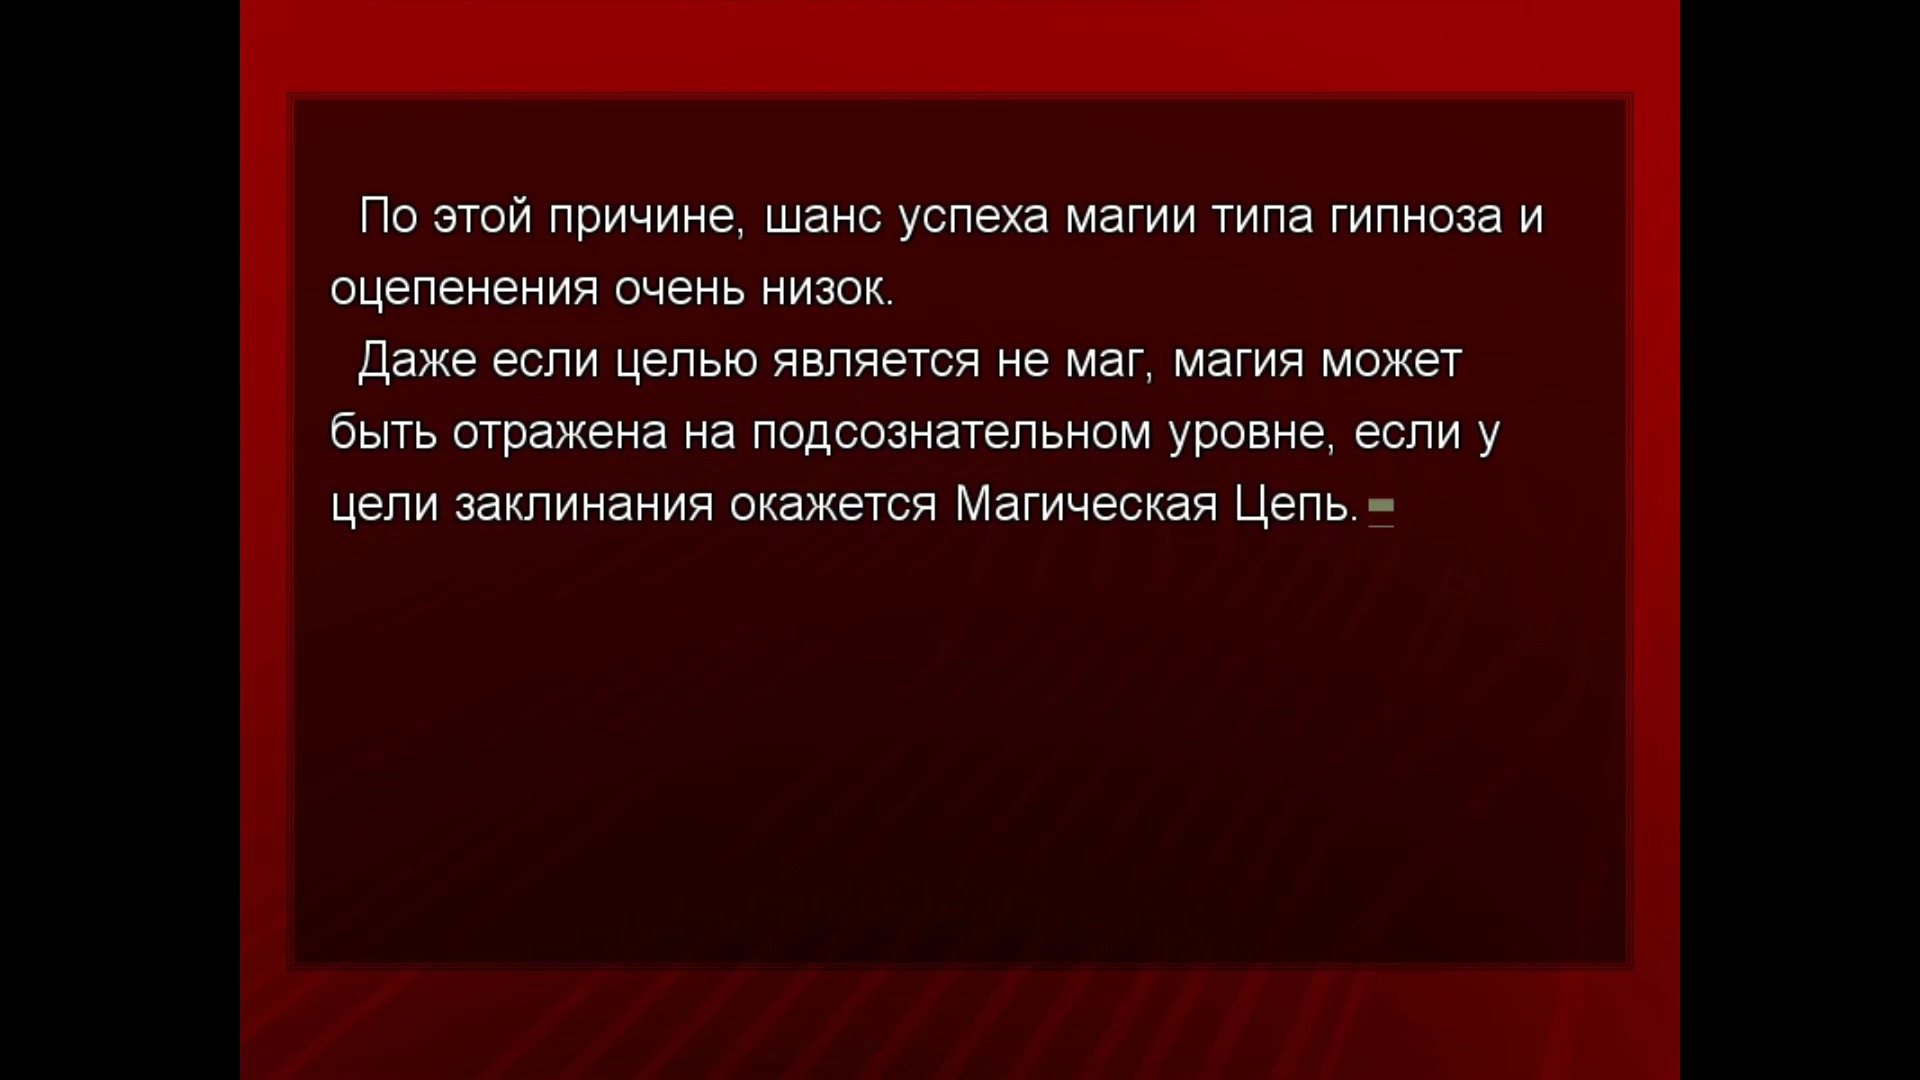 По этой причине, шанс успеха магии типа гипноза и
оцепенения очень низок.
Даже если целью является не маг, магия может
быть отражена на подсознательном уровне, если у
цели заклинания окажется Магическая Цепь.